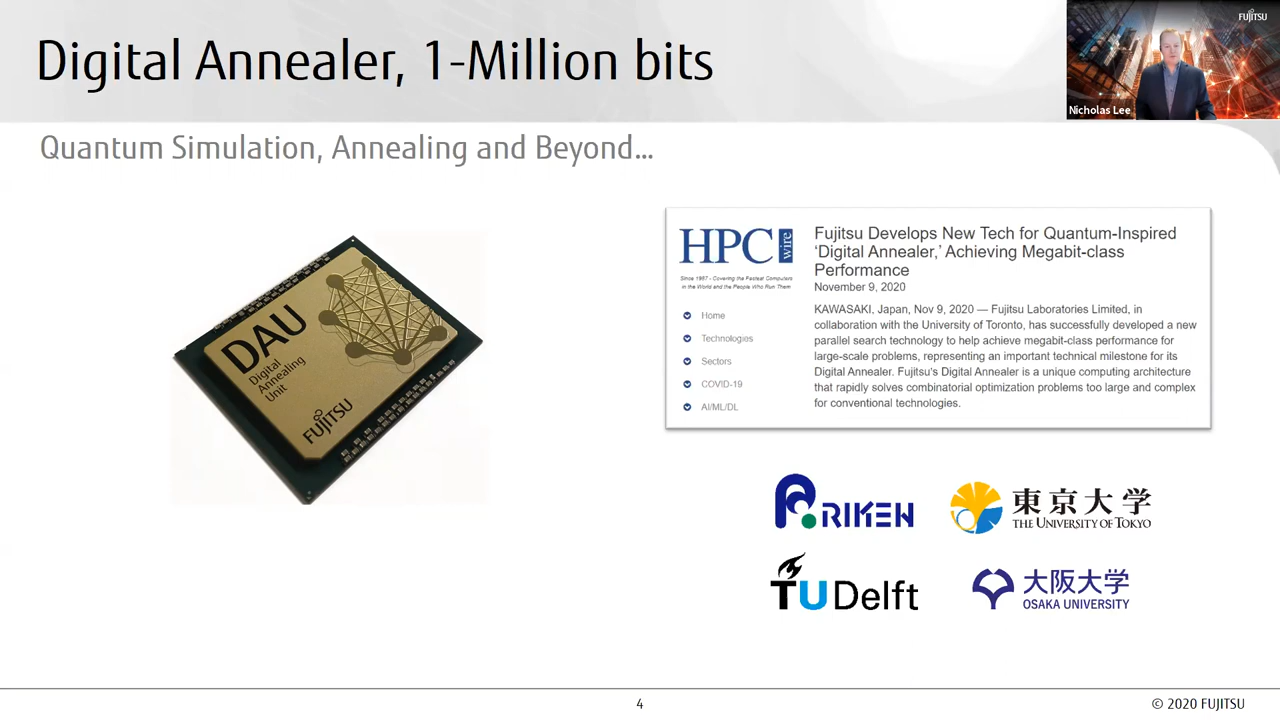 Digital Annealer, 1-Million bits
FUJITSU
Nicholas Lee
Quantum Simulation, Annealing and Beyond...
DAU
Digital
Annealing
Unit
FUJITSU
HPC wire
Since 1987 - Covering the Fastest Computers
in the World and the People Who Run Them
Home
Technologies
Sectors
COVID-19
AI/ML/DL
Fujitsu Develops New Tech for Quantum-Inspired
‘Digital Annealer,’ Achieving Megabit-class
Performance
November 9, 2020
KAWASAKI, Japan, Nov 9, 2020 — Fujitsu Laboratories Limited, in
collaboration with the University of Toronto, has successfully developed a new
parallel search technology to help achieve megabit-class performance for
large-scale problems, representing an important technical milestone for its
Digital Annealer. Fujitsu's Digital Annealer is a unique computing architecture
that rapidly solves combinatorial optimization problems too large and complex
for conventional technologies.
RIKEN
東京大学
THE UNIVERSITY OF TOKYO
TU Delft
大阪大学
OSAKA UNIVERSITY
4
© 2020 FUJITSU